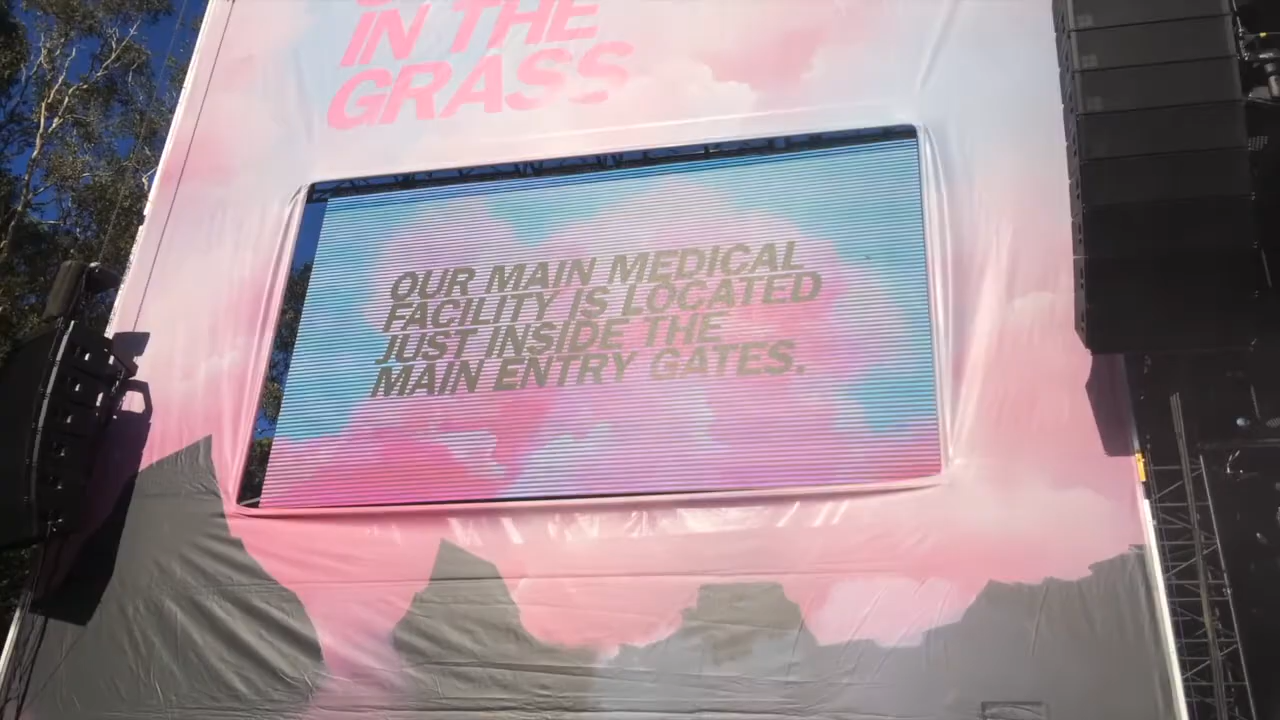 IN THE
GRASS
OUR MAIN MEDICAL
FACILITY IS LOCATED
JUST INSIDE THE
MAIN ENTRY GATES.